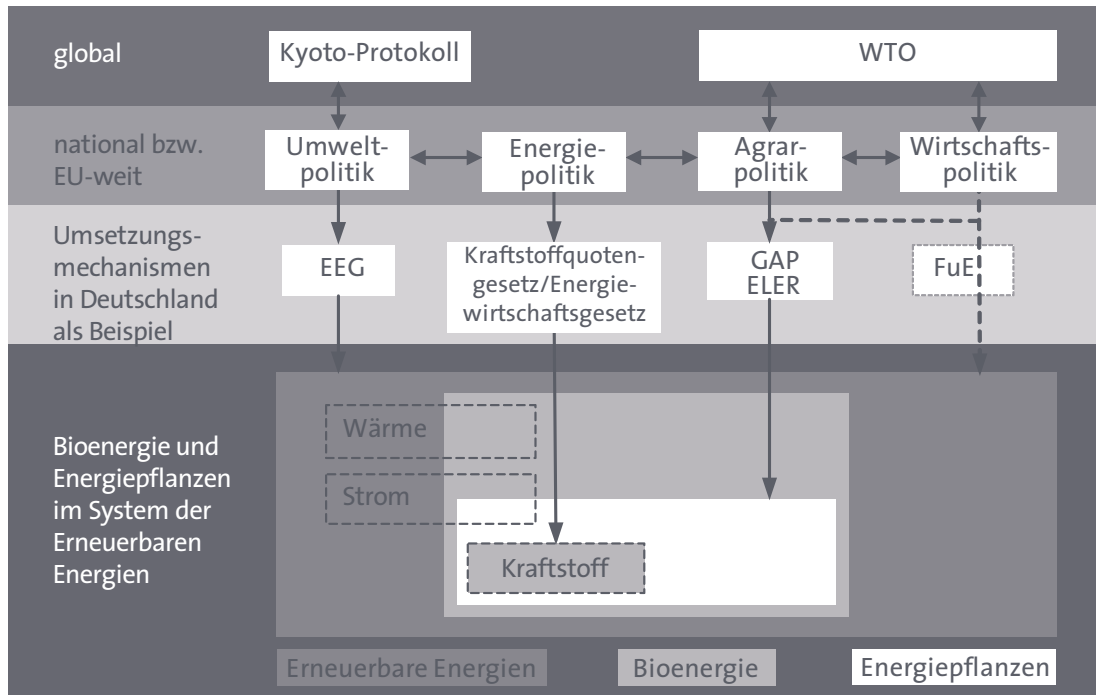 global
Kyoto-Protokoll
WTO
national bzw.
EU-weit
Umwelt-
politik
Energie-
politik
Agrar-
politik
Wirtschafts-
politik
Umsetzungs-
mechanismen
in Deutschland
als Beispiel
EEG
Kraftstoffquoten-
gesetz/Energie-
wirtschaftsgesetz
GAP
ELER
FuE
Bioenergie und
Energiepflanzen
im System der
Erneuerbaren
Energien
Wärme
Strom
Kraftstoff
Erneuerbare Energien
Bioenergie
Energiepflanzen